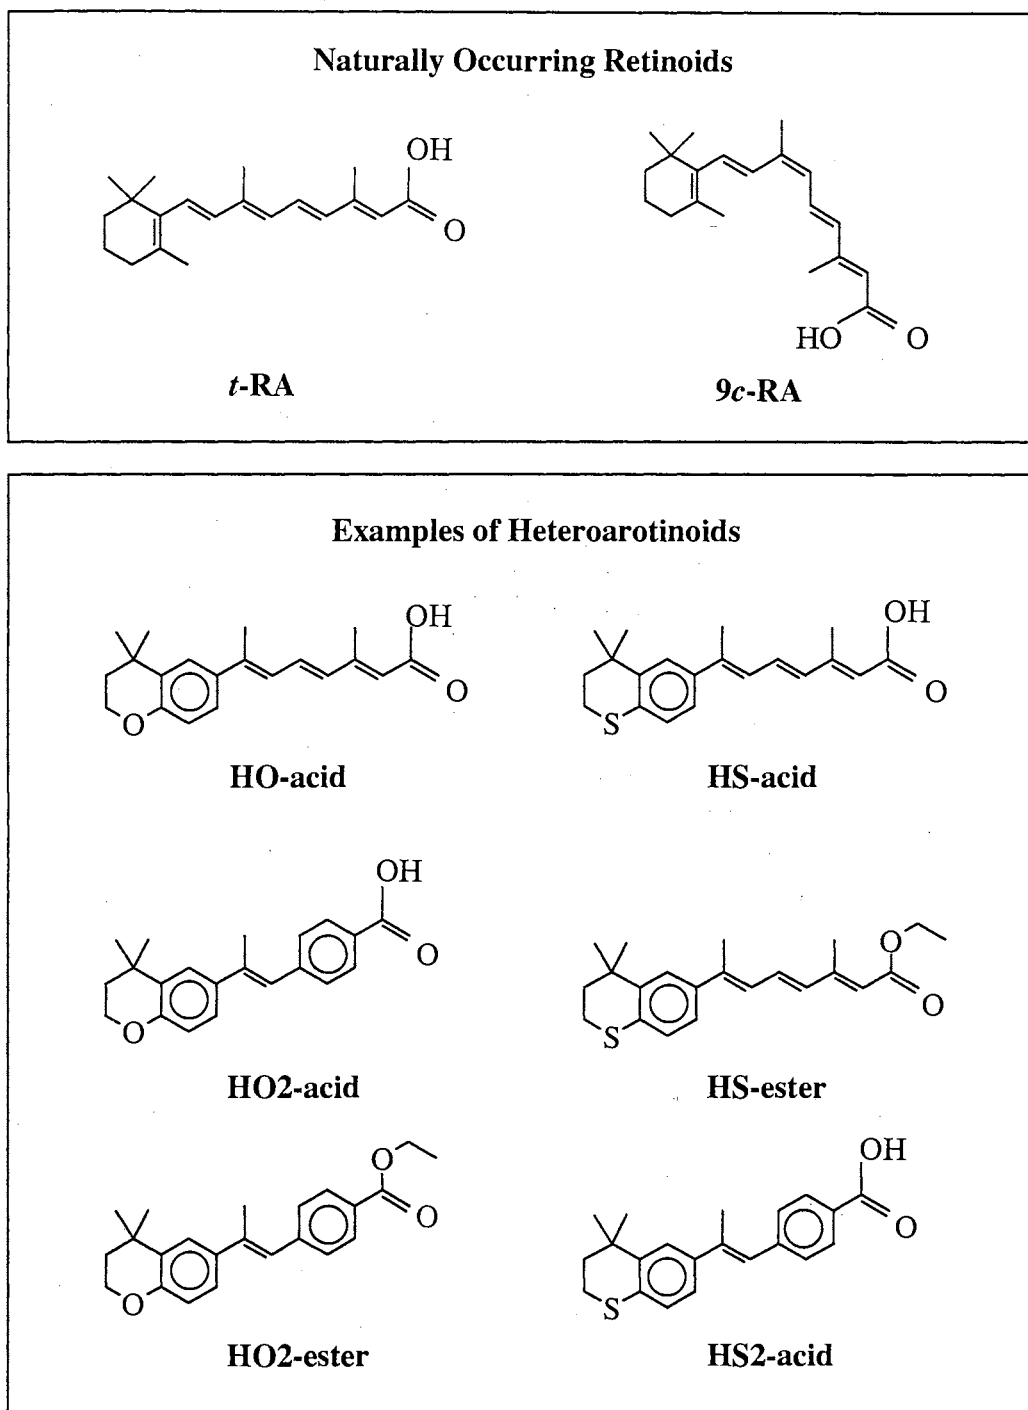 Naturally Occurring Retinoids
OH
O
t-RA
HO
O
9c-RA
Examples of Heteroarotinoids
OH
O
O
HO-acid
OH
O
S
HS-acid
OH
O
O
HO2-acid
O
O
S
HS-ester
O
O
O
HO2-ester
OH
O
S
HS2-acid